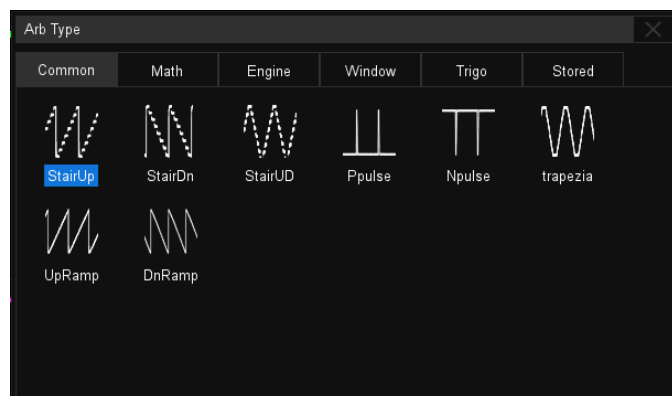 Arb Type
Common Math Engine Window Trigo Stored
StairUp StairDn StairUD Ppulse Npulse trapezia
UpRamp DnRamp